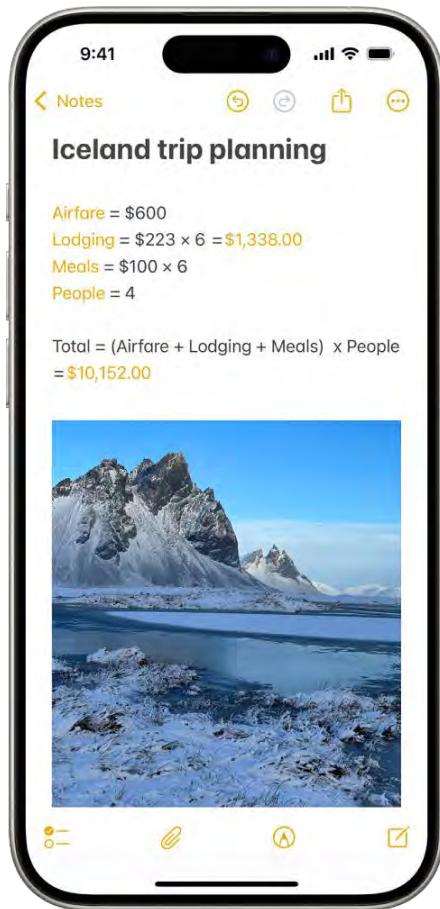 9:41
Notes
Iceland trip planning
Airfare = $600
Lodging = $223 × 6 =$1,338.00
Meals = $100 × 6
People = 4
Total = (Airfare + Lodging + Meals) x People
=$10,152.00